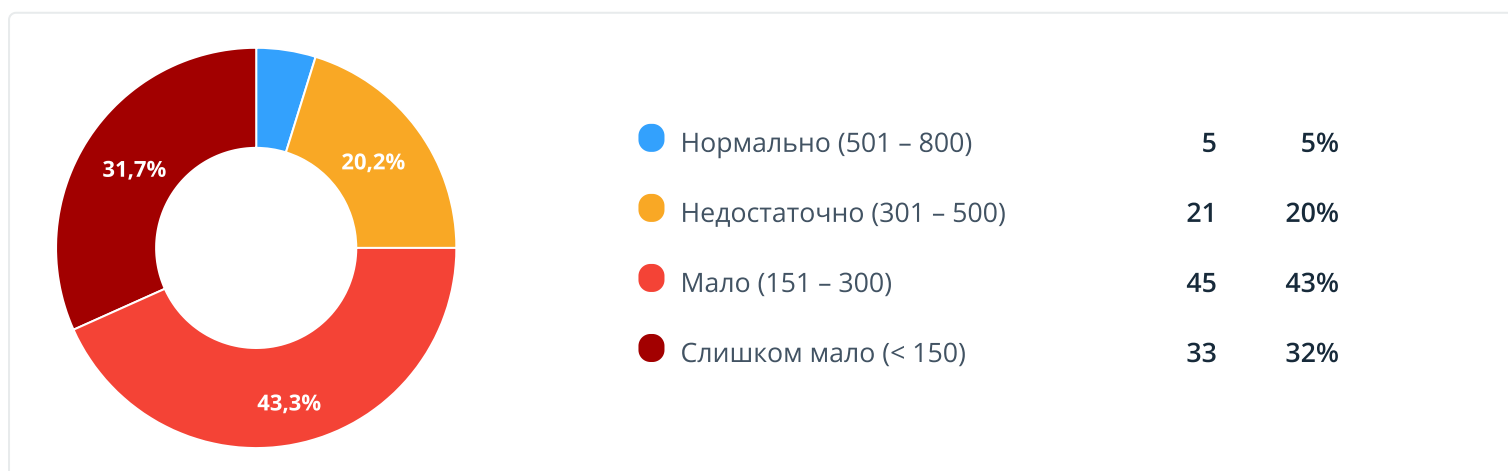 31,7%
20,2%
43,3%
Нормально (501 – 800) 5 5%
Недостаточно (301 – 500) 21 20%
Мало (151 – 300) 45 43%
Слишком мало (< 150) 33 32%